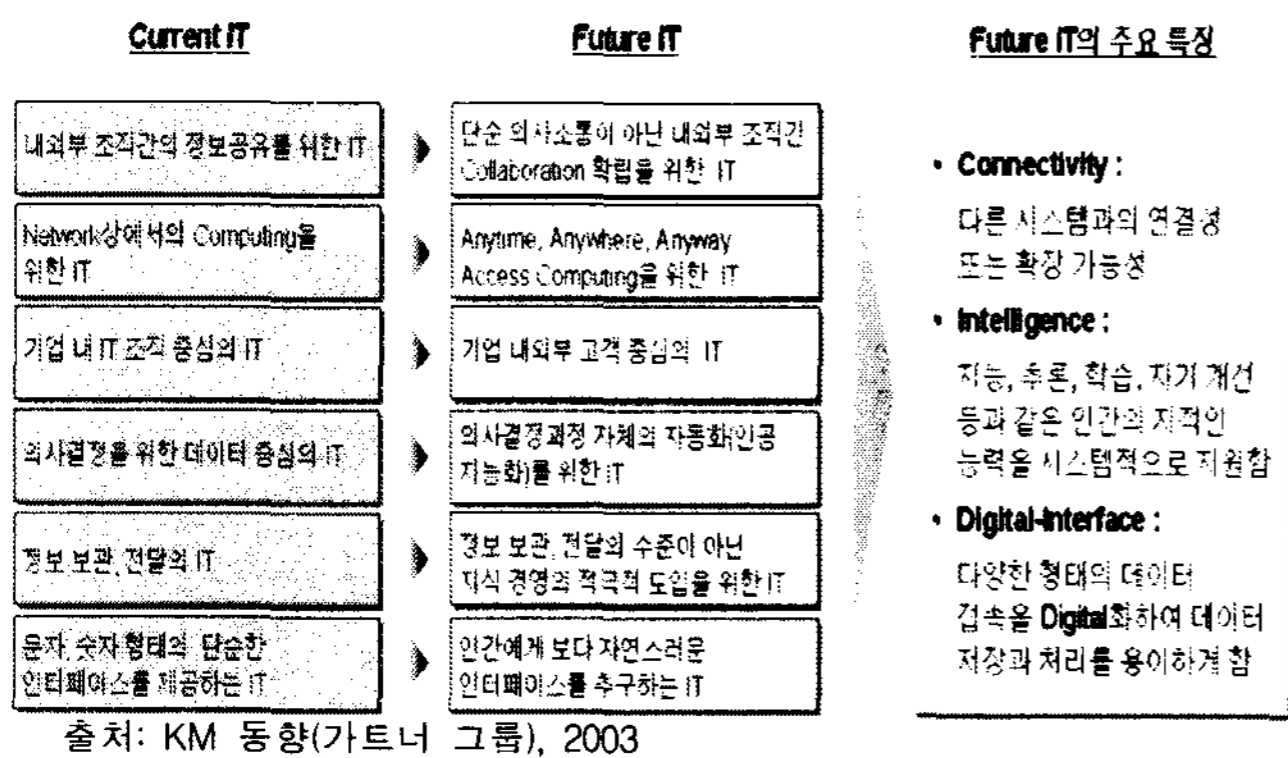 Current IT
Future IT
Future IT의 주요 특징
내외부 조직간의 정보공유를 위한 IT
단순 의사소통이 아닌 내외부 조직간
Collaboration 확립을 위한 IT
Network상에서의 Computing을
위한 IT
Anytime, Anywhere, Anyway
Access Computing을 위한 IT
기업 내 IT 조직 중심의 IT
기업 내외부 고객 중심의 IT
의사결정을 위한 데이터 중심의 IT
의사결정과정 자체의 자동화(인공
지능화)를 위한 IT
정보 보관, 전달의 IT
정보 보관, 전달의 수준이 아닌
지식 경영의 적극적 도입을 위한 IT
문자, 숫자 형태의 단순한
인터페이스를 제공하는 IT
인간에게 보다 자연스러운
인터페이스를 추구하는 IT
• Connectivity :
다른 시스템과의 연결성
또는 확장 가능성
• Intelligence :
지능, 추론, 학습, 자기 개선
등과 같은 인간의 지적인
능력을 시스템적으로 지원함
• Digital-Interface :
다양한 형태의 데이터
접속을 Digital화하여 데이터
저장과 처리를 용이하게 함
출처: KM 동향(가트너 그룹), 2003